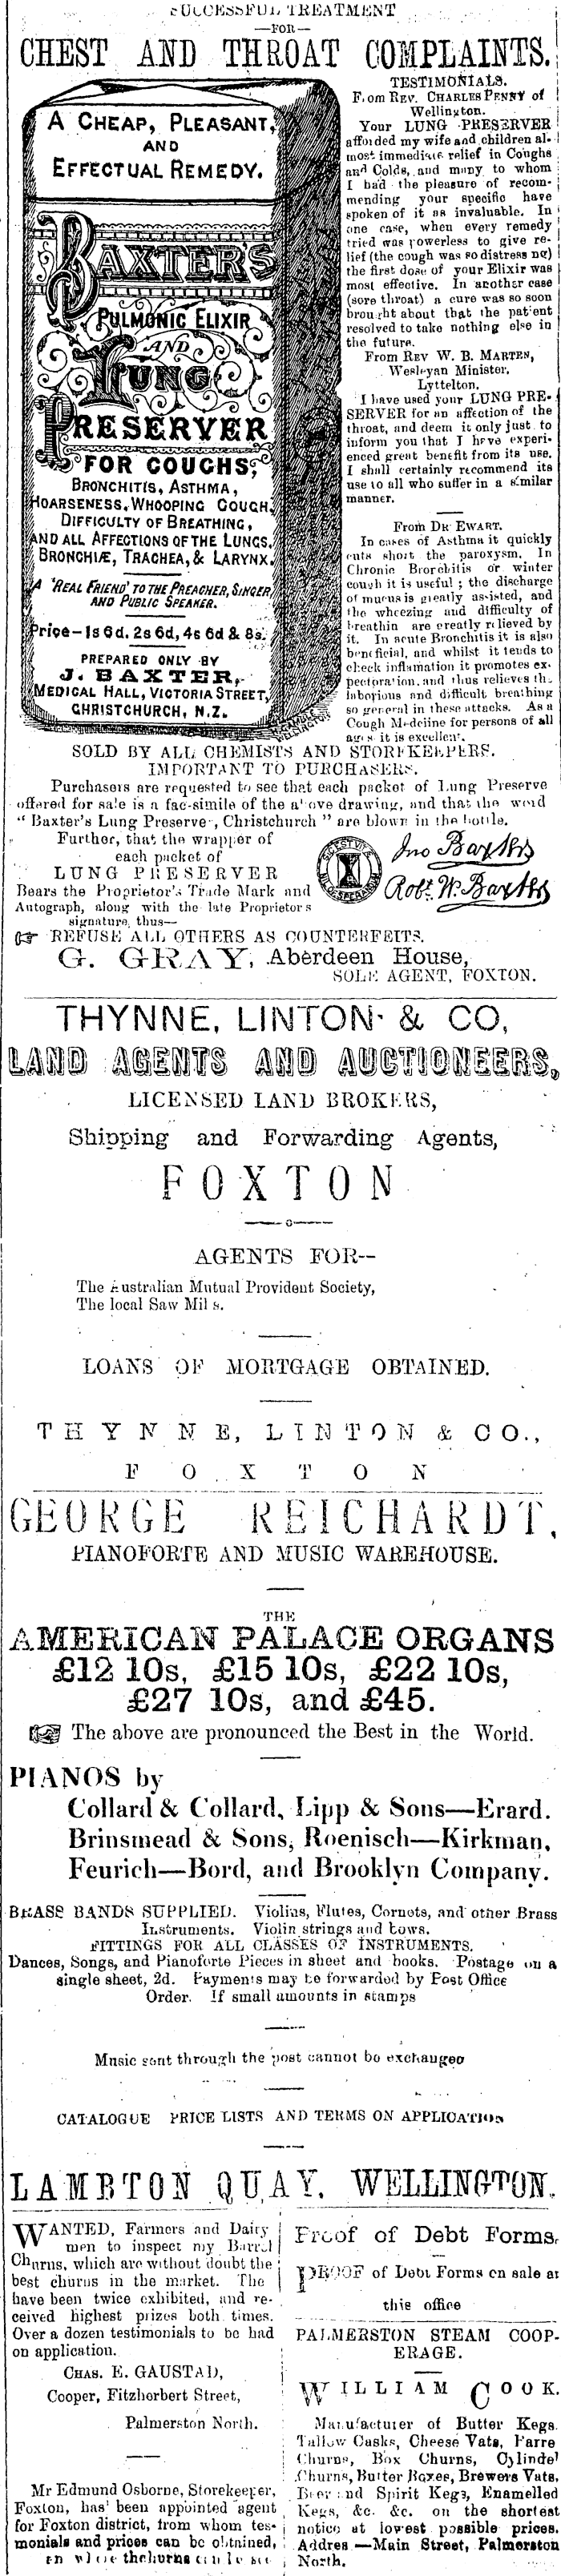 SUCCESSFUL TREATMENT
—FOR—
CHEST AND THROAT COMPLAINTS.
A CHEAP, PLEASANT,
AND
EFFECTUAL REMEDY.
BAXTER'S
PULMONIC ELIXIR
AND
LUNG
PRESERVER
FOR COUGHS,
BRONCHITIS, ASTHMA,
HOARSENESS, WHOOPING COUGH,
DIFFICULTY OF BREATHING,
AND ALL AFFECTIONS OF THE LUNGS.
BRONCHIÆ, TRACHEA, & LARYNX.
A 'REAL FRIEND' TO THE PREACHER, SINGER
AND PUBLIC SPEAKER.
Price—1s 6d, 2s 6d, 4s 6d & 8s.
PREPARED ONLY BY
J. BAXTER,
MEDICAL HALL, VICTORIA STREET,
CHRISTCHURCH, N.Z.
TESTIMONIALS.
From REV. CHARLES PENNY of
Wellington.
Your LUNG PRESERVER
afforded my wife and children al-
most immediate relief in Coughs
and Colds, and many to whom
I had the pleasure of recom-
mending your specific have
spoken of it as invaluable. In
one case, when every remedy
tried was powerless to give re-
lief (the cough was so distress ng)
the first dose of your Elixir was
most effective. In another case
(sore throat) a cure was so soon
brought about that the pat ent
resolved to take nothing else in
the future.
From REV W. B. MARTEN,
Wesleyan Minister,
Lyttelton.
I have used your LUNG PRE-
SERVER for an affection of the
throat, and deem it only just to
inform you that I have experi-
enced great benefit from its use.
I shall certainly recommend its
use to all who suffer in a similar
manner.
From DR EWART.
In cases of Asthma it quickly
cuts short the paroxysm. In
Chronic Bronchitis or winter
cough it is useful ; the discharge
of mucus is greatly assisted, and
the wheezing and difficulty of
breathin are greatly relieved by
it. In acute Bronchitis it is also
beneficial, and whilst it tends to
check inflamation it promotes ex-
pectoration, and thus relieves the
laborious and difficult breathing
so general in these attacks. As a
Cough Medicine for persons of all
ages it is excellent.
SOLD BY ALL CHEMISTS AND STOREKEEPERS.
IMPORTANT TO PURCHASERS.
Purchasers are requested to see that each packet of Lung Preserve
offered for sale is a fac-simile of the above drawing, and that the word
" Baxter's Lung Preserve , Christchurch " are blown in the bottle.
Further, that the wrapper of
each packet of
LUNG PRESERVER
Bears the Proprietor's Trade Mark and
Autograph, along with the late Proprietors
signature, thus—
Jno Baxter
Robt. W. Baxter
☞ REFUSE ALL OTHERS AS COUNTERFEITS.
G. GRAY, Aberdeen House,
SOLE AGENT, FOXTON.
THYNNE, LINTON & CO,
LAND AGENTS AND AUCTIONEERS,
LICENSED LAND BROKERS,
Shipping and Forwarding Agents,
FOXTON
——o——
AGENTS FOR—
The Australian Mutual Provident Society,
The local Saw Mil s.
LOANS OF MORTGAGE OBTAINED.
THYNNE, LINTON & CO.,
FOXTON
GEORGE REICHARDT,
PIANOFORTE AND MUSIC WAREHOUSE.
THE
AMERICAN PALACE ORGANS
£12 10s, £15 10s, £22 10s,
£27 10s, and £45.
☞ The above are pronounced the Best in the World.
PIANOS by
Collard & Collard, Lipp & Sons—Erard.
Brinsmead & Sons, Roenisch—Kirkman,
Feurich—Bord, and Brooklyn Company.
BRASS BANDS SUPPLIED. Violins, Flutes, Cornets, and other Brass
Instruments. Violin strings and bows.
FITTINGS FOR ALL CLASSES OF INSTRUMENTS.
Dances, Songs, and Pianoforte Pieces in sheet and books. Postage on a
single sheet, 2d. Payments may be forwarded by Post Office
Order. If small amounts in stamps
Music sent through the post cannot be exchanged
CATALOGUE PRICE LISTS AND TERMS ON APPLICATION
LAMBTON QUAY, WELLINGTON.
WANTED, Farmers and Dairy
men to inspect my Barrel
Churns, which are without doubt the
best churns in the market. The
have been twice exhibited, and re-
ceived highest prizes both times.
Over a dozen testimonials to be had
on application.
CHAS. E. GAUSTAD,
Cooper, Fitzherbert Street,
Palmerston North.
Mr Edmund Osborne, Storekeeper,
Foxton, has been appointed agent
for Foxton district, from whom tes-
monials and prices can be obtained,
Proof of Debt Forms,
PROOF of Debt Forms on sale at
this office
PALMERSTON STEAM COOP-
ERAGE.
WILLIAM COOK.
Manufacturer of Butter Kegs
Tallow Casks, Cheese Vats, Barre
Churns, Box Churns, Cylindel
Churns, Butter Boxes, Brewers Vats,
Beer and Spirit Kegs, Enamelled
Kegs, &c. &c. on the shortest
notice at lowest possible prices.
Addres —Main Street, Palmerston
North.